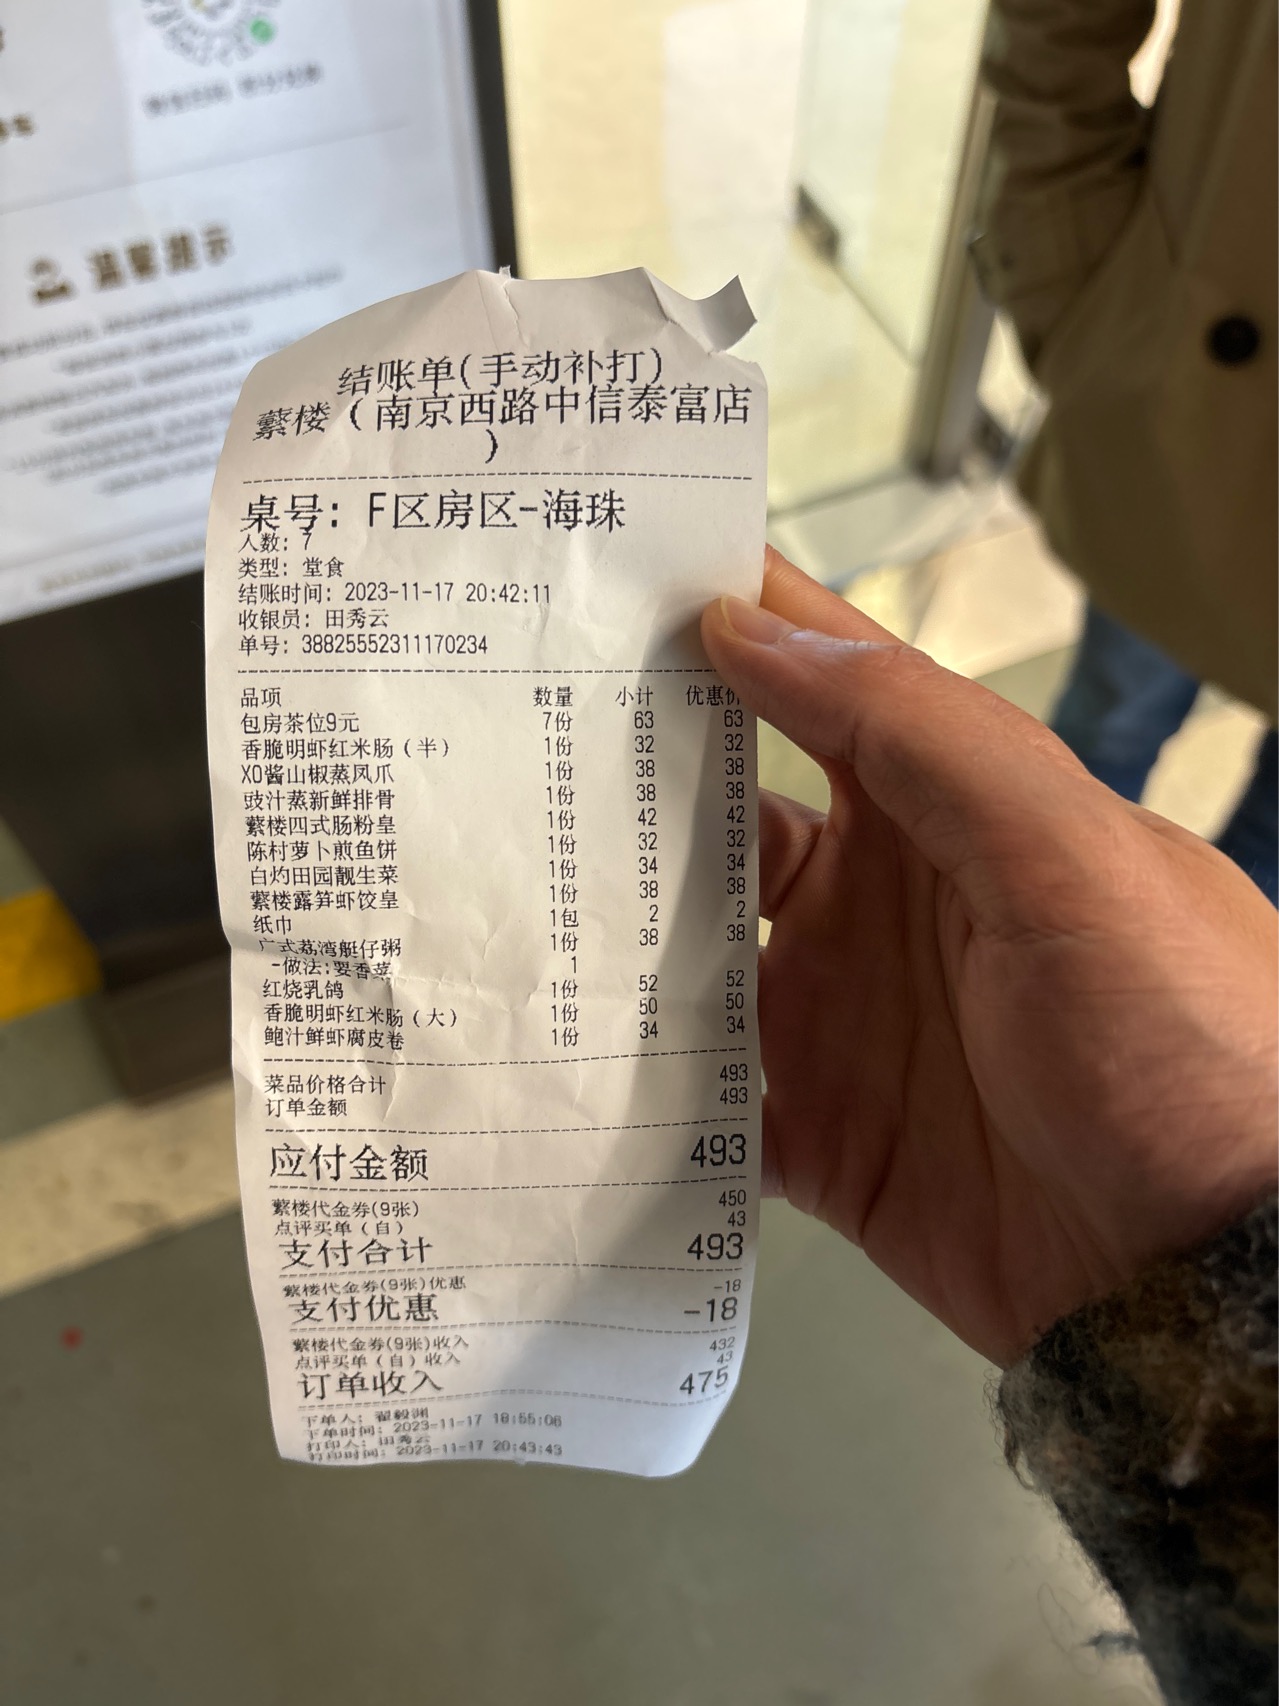 温馨提示
结账单(手动补打)
蘩楼(南京西路中信泰富店
)
桌号: F区房区-海珠
人数: 7
类型: 堂食
结账时间: 2023-11-17 20:42:11
收银员: 田秀云
单号: 38825552311170234
品项 数量 小计 优惠价
包房茶位9元 7份 63 63
香脆明虾红米肠(半) 1份 32 32
XO酱山椒蒸凤爪 1份 38 38
豉汁蒸新鲜排骨 1份 38 38
蘩楼四式肠粉皇 1份 42 42
陈村萝卜煎鱼饼 1份 32 32
白灼田园靓生菜 1份 34 34
蘩楼露笋虾饺皇 1份 38 38
纸巾 1包 2 2
广式荔湾艇仔粥 1份 38 38
-做法:要香菜 1
红烧乳鸽 1份 52 52
香脆明虾红米肠(大) 1份 50 50
鲍汁鲜虾腐皮卷 1份 34 34
菜品价格合计 493
订单金额 493
应付金额 493
蘩楼代金券(9张) 450
点评买单(自) 43
支付合计 493
蘩楼代金券(9张)优惠 -18
支付优惠 -18
蘩楼代金券(9张)收入 432
点评买单(自)收入 43
订单收入 475
下单人: 翟毅渊
下单时间: 2023-11-17 18:55:06
打印人: 田秀云
打印时间: 2023-11-17 20:43:43